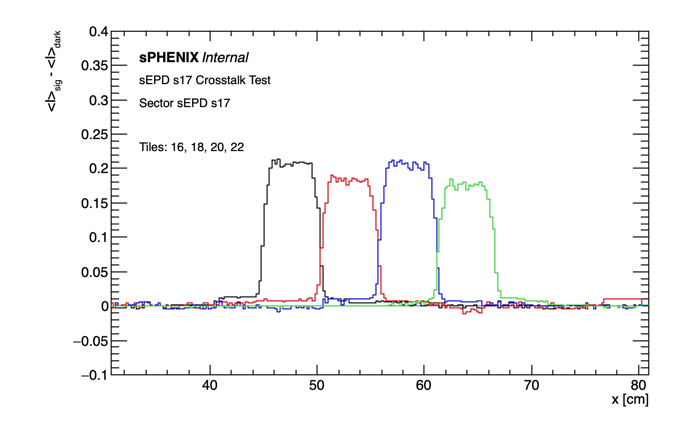 <I>sig - <I>dark
0.4
0.35
0.3
0.25
0.2
0.15
0.1
0.05
0
−0.05
−0.1
sPHENIX Internal
sEPD s17 Crosstalk Test
Sector sEPD s17
Tiles: 16, 18, 20, 22
40 50 60 70 80
x [cm]